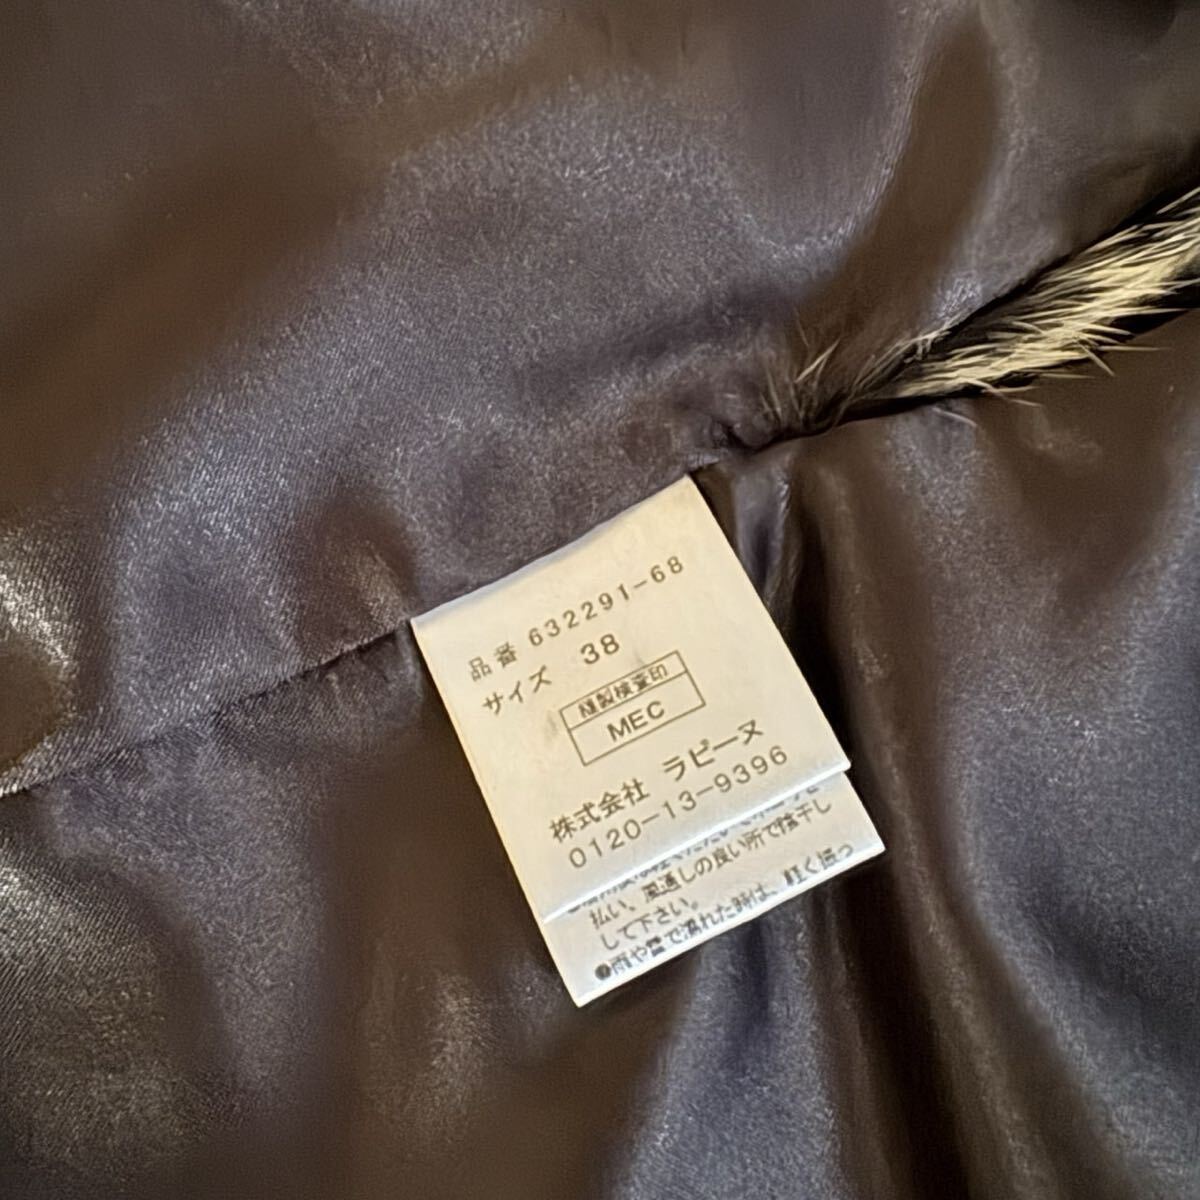 品番 632291-68
サイズ 38
縫製検査印
MEC
株式会社 ラピーヌ
0120-13-9396
払い、風通しの良い所で陰干し
して下さい。
●雨や雪で濡れた時は、軽く振っ